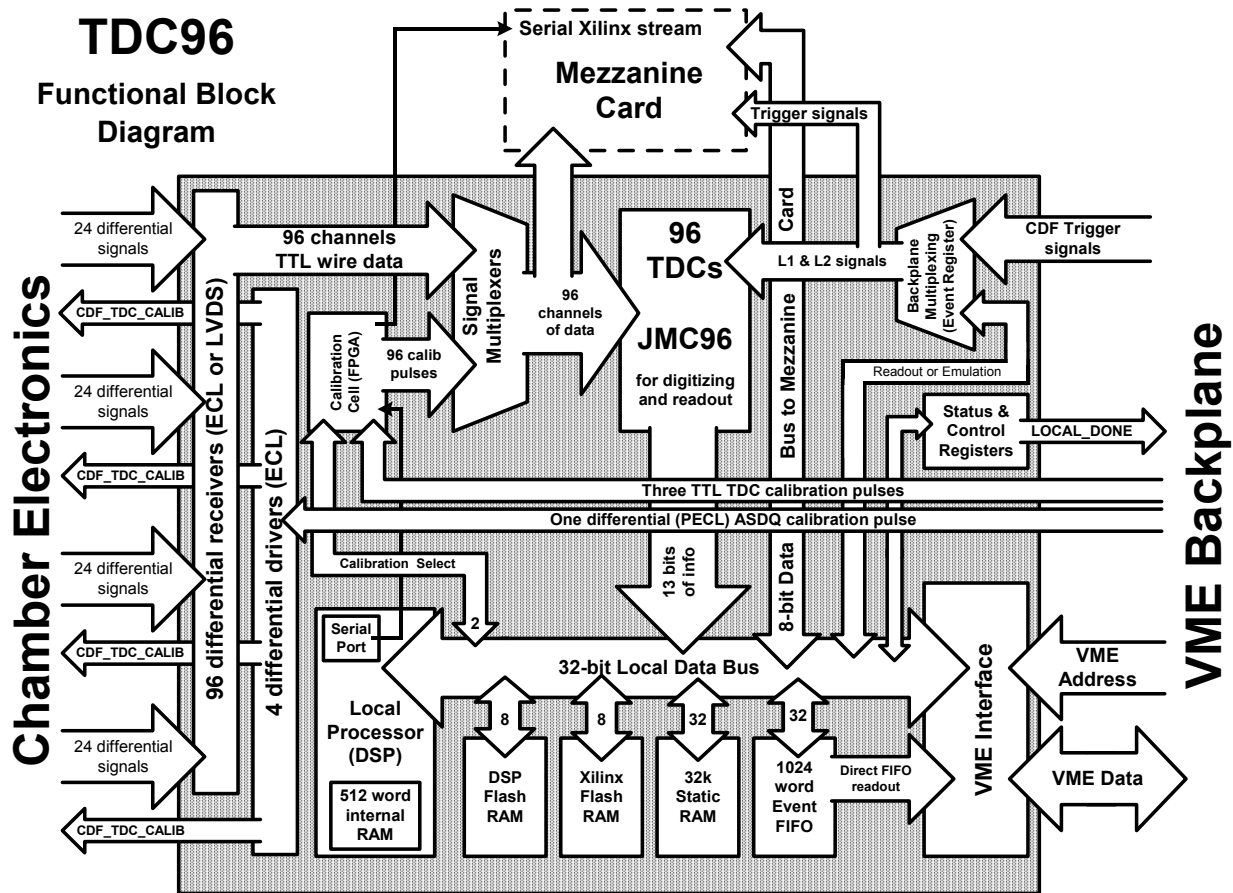 TDC96
Functional Block
Diagram
Serial Xilinx stream
Mezzanine
Card
Trigger signals
Chamber Electronics
24 differential
signals
CDF_TDC_CALIB
24 differential
signals
CDF_TDC_CALIB
24 differential
signals
CDF_TDC_CALIB
24 differential
signals
CDF_TDC_CALIB
96 differential receivers (ECL or LVDS)
4 differential drivers (ECL)
96 channels
TTL wire data
Calibration
Cell (FPGA)
96 calib
pulses
Signal
Multiplexers
96
channels
of data
96
TDCs
JMC96
for digitizing
and readout
8-bit Data Bus to Mezzanine Card
L1 & L2 signals
Backplane
Multiplexing
(Event Register)
CDF Trigger
signals
Readout or Emulation
Status &
Control
Registers
LOCAL_DONE
VME Backplane
Three TTL TDC calibration pulses
One differential (PECL) ASDQ calibration pulse
Calibration Select
2
13 bits
of info
Serial
Port
32-bit Local Data Bus
Local
Processor
(DSP)
512 word
internal
RAM
8
8
32
32
DSP
Flash
RAM
Xilinx
Flash
RAM
32k
Static
RAM
1024
word
Event
FIFO
Direct FIFO
readout
VME Interface
VME
Address
VME Data